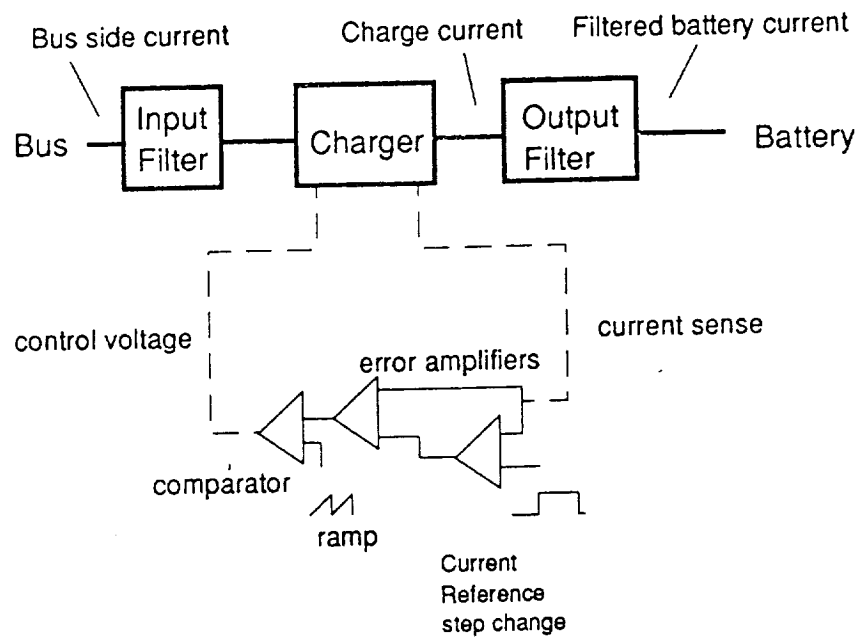 Bus side current
Charge current
Filtered battery current
Bus
Input
Filter
Charger
Output
Filter
Battery
control voltage
current sense
error amplifiers
comparator
ramp
Current
Reference
step change